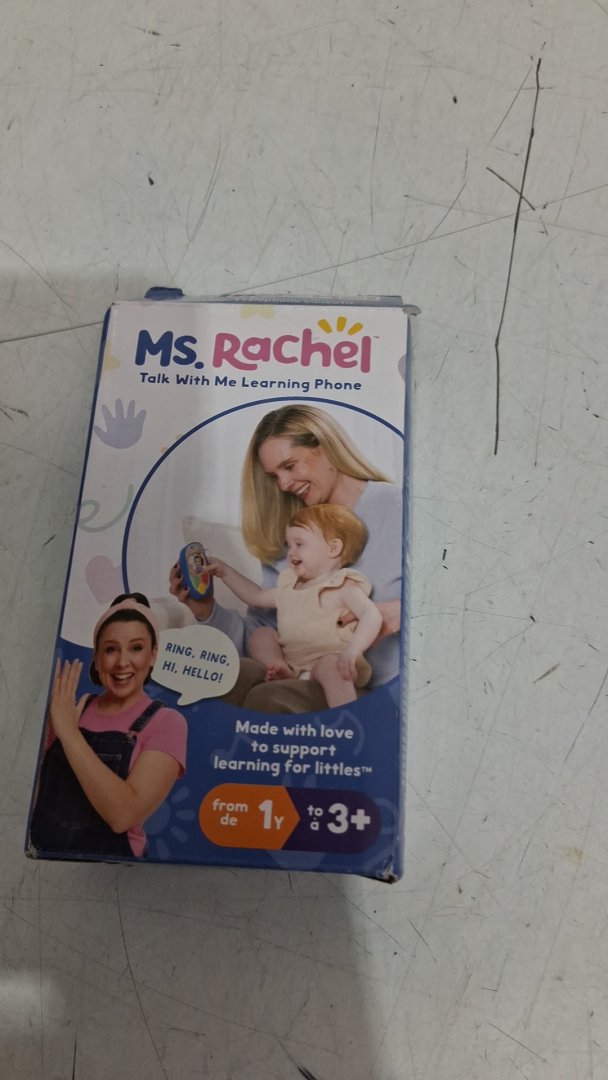 Ms. Rachel™
Talk With Me Learning Phone
RING, RING,
HI, HELLO!
Made with love
to support
learning for littles™
from
de
1Y
to
à
3+